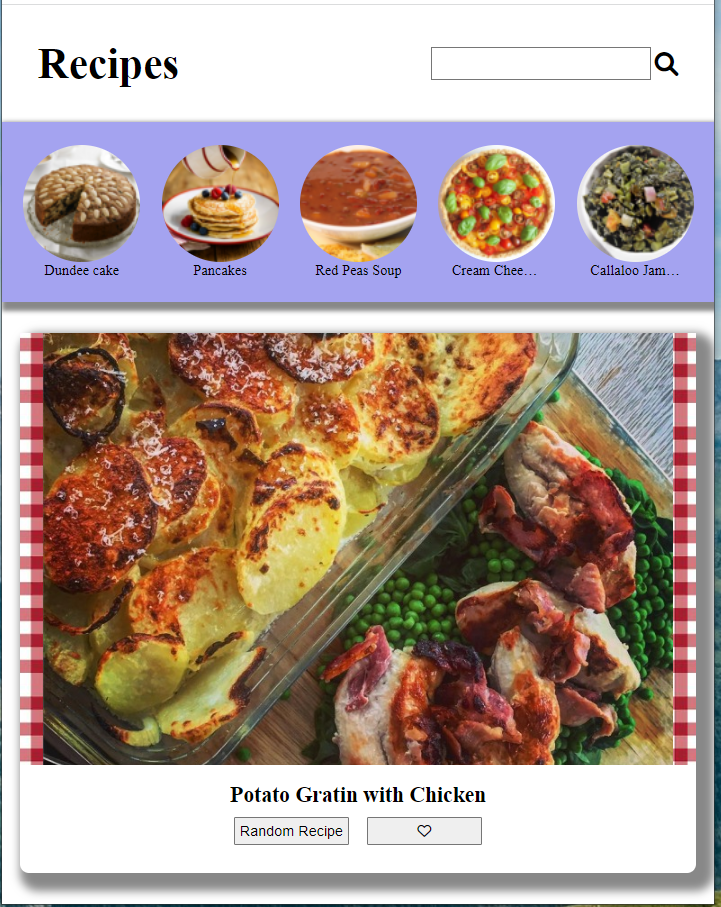 Recipes
Dundee cake
Pancakes
Red Peas Soup
Cream Chee…
Callaloo Jam…
Potato Gratin with Chicken
Random Recipe